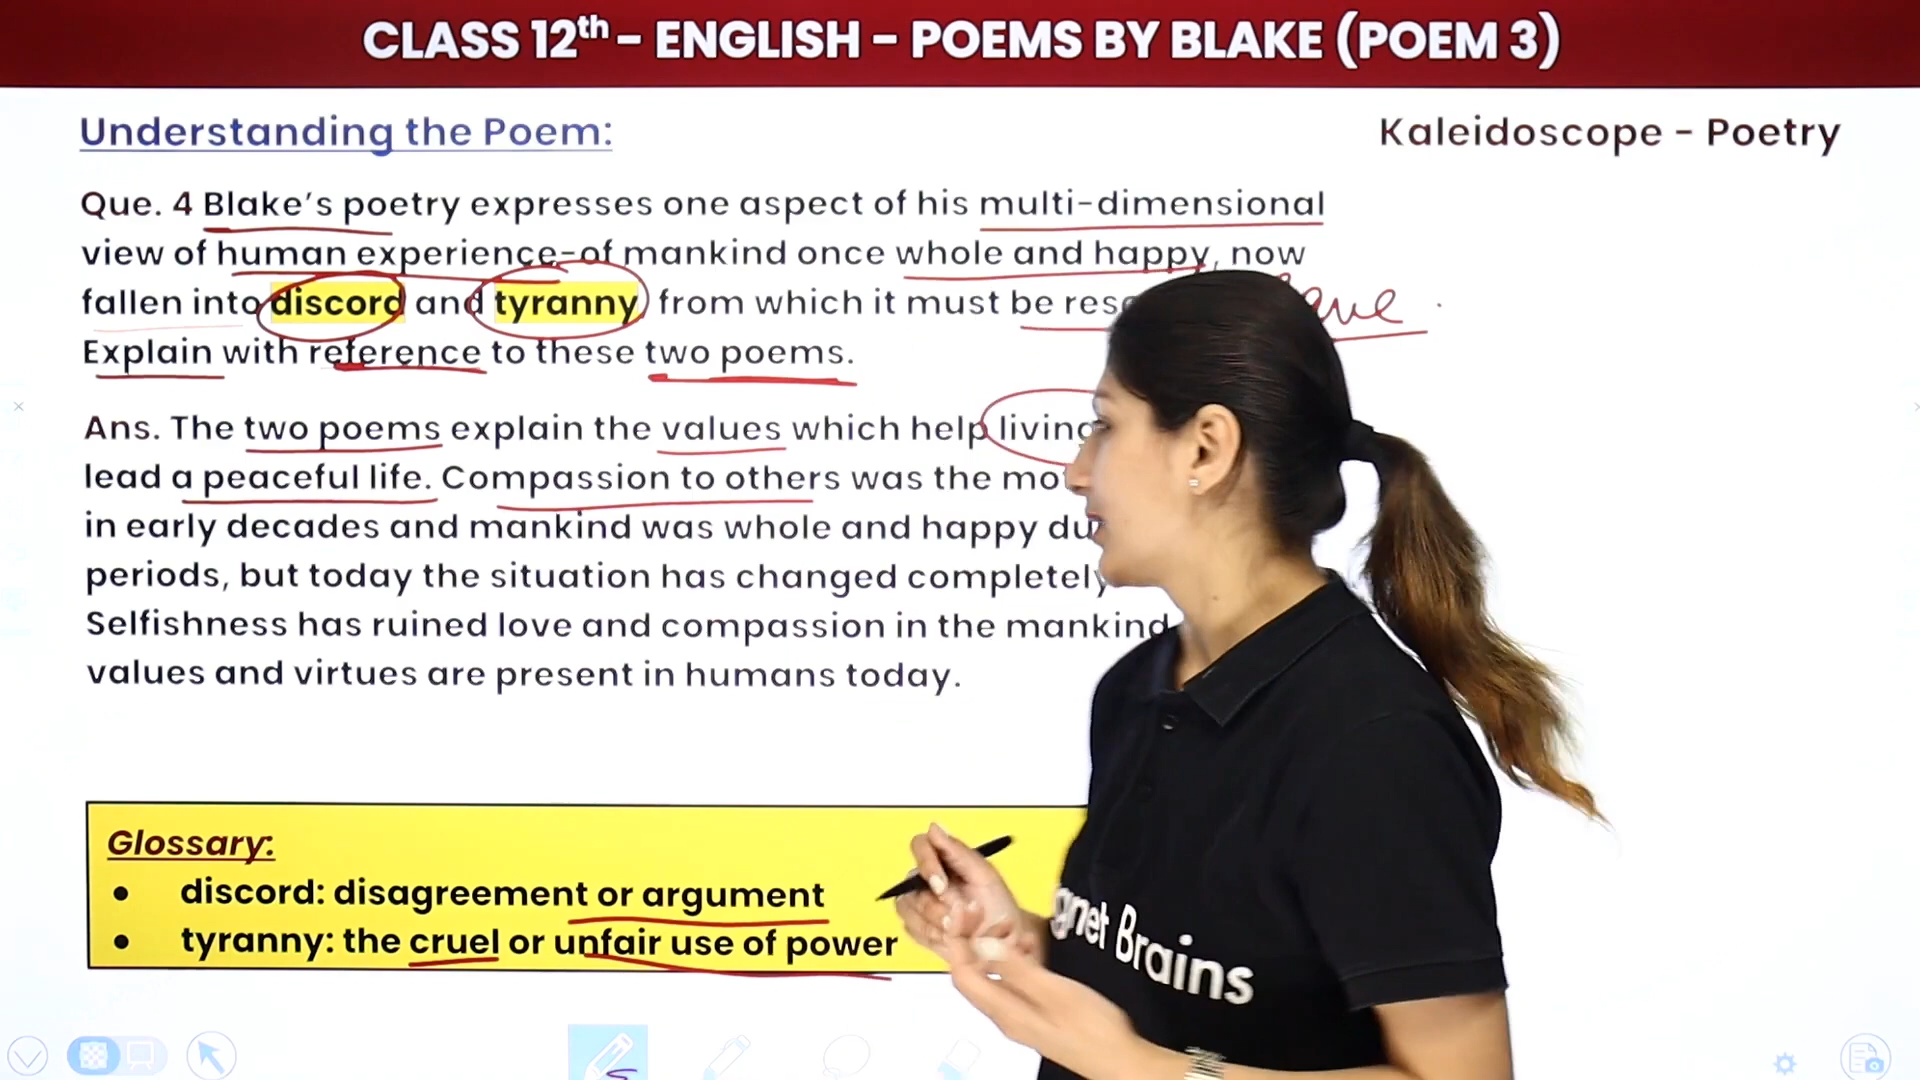 CLASS 12th - ENGLISH - POEMS BY BLAKE (POEM 3)
Understanding the Poem:
Kaleidoscope - Poetry
Que. 4 Blake's poetry expresses one aspect of his multi-dimensional
view of human experience-of mankind once whole and happy, now
fallen into discord and tyranny from which it must be
Explain with reference to these two poems.
Ans. The two poems explain the values which help living
lead a peaceful life. Compassion to others was the
in early decades and mankind was whole and happy
periods, but today the situation has changed completely
Selfishness has ruined love and compassion in the mankind
values and virtues are present in humans today.
Glossary:
● discord: disagreement or argument
● tyranny: the cruel or unfair use of power
gnet Brains